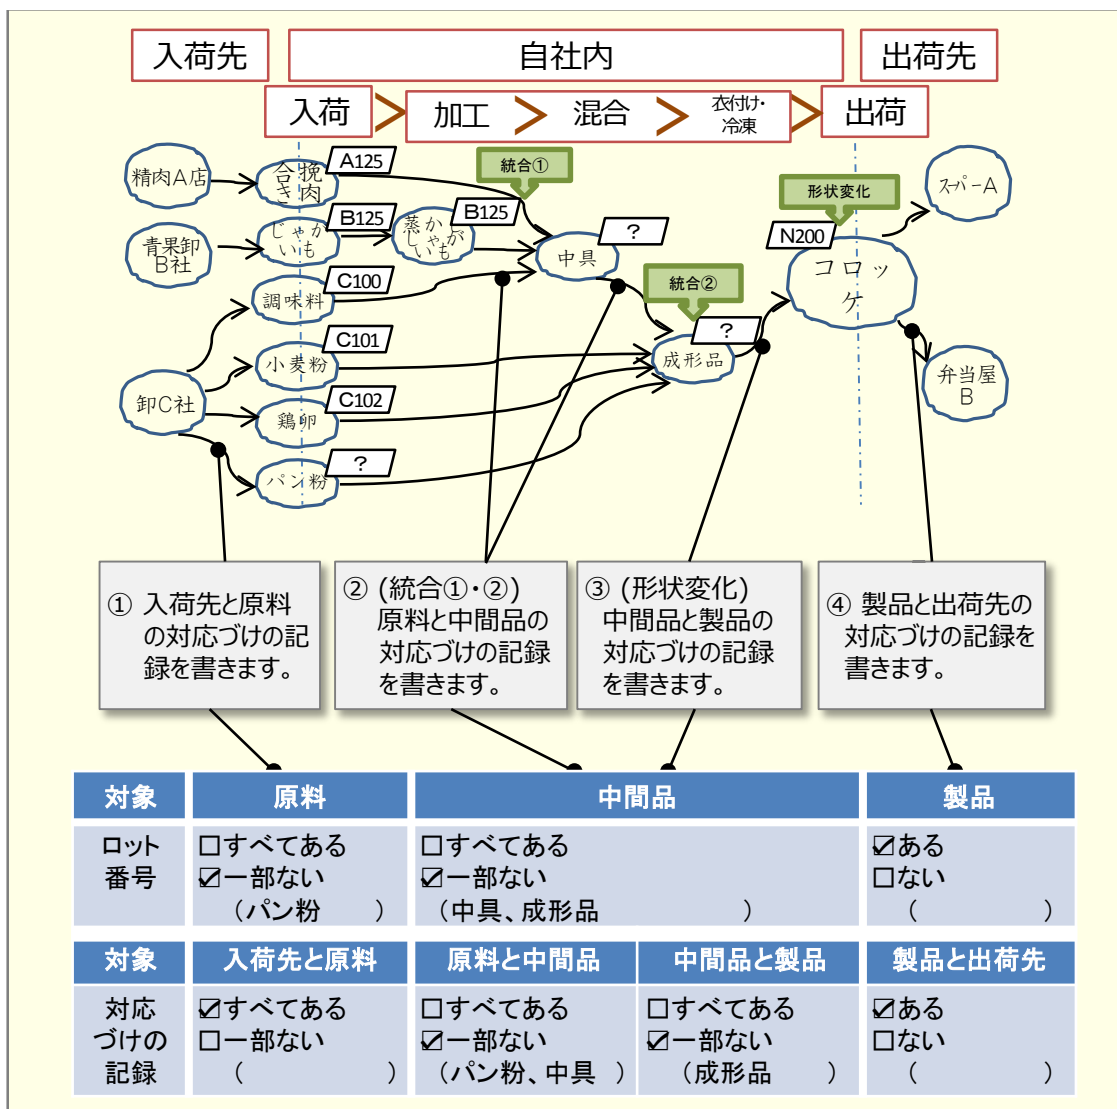 入荷先
自社内
出荷先
入荷
加工
混合
衣付け・
冷凍
出荷
精肉A店
合挽
き肉
A125
統合①
形状変化
スーパーA
青果卸
B社
じゃが
いも
B125
蒸かし
じゃが
いも
B125
中具
?
N200
コロッ
ケ
調味料
C100
統合②
小麦粉
C101
成形品
?
卸C社
鶏卵
C102
弁当屋
B
パン粉
?
① 入荷先と原料
の対応づけの記
録を書きます。
② (統合①・②)
原料と中間品の
対応づけの記録
を書きます。
③ (形状変化)
中間品と製品の
対応づけの記録
を書きます。
④ 製品と出荷先の
対応づけの記録を
書きます。
対象 原料 中間品 製品
ロット
番号
☐すべてある
☑一部ない
(パン粉 )
☐すべてある
☑一部ない
(中具、成形品 )
☑ある
☐ない
( )
対象 入荷先と原料 原料と中間品 中間品と製品 製品と出荷先
対応
づけの
記録
☑すべてある
☐一部ない
( )
☐すべてある
☑一部ない
(パン粉、中具 )
☐すべてある
☑一部ない
(成形品 )
☑ある
☐ない
( )